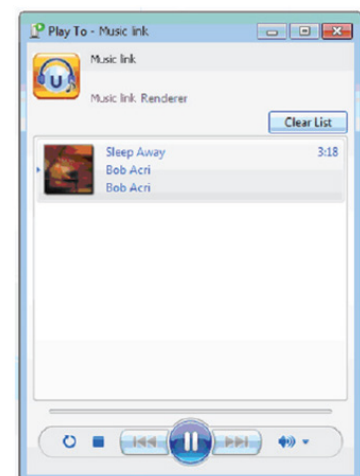 Play To - Music link
Music link
Music link Renderer
Clear List
Sleep Away 3:18
Bob Acri
Bob Acri